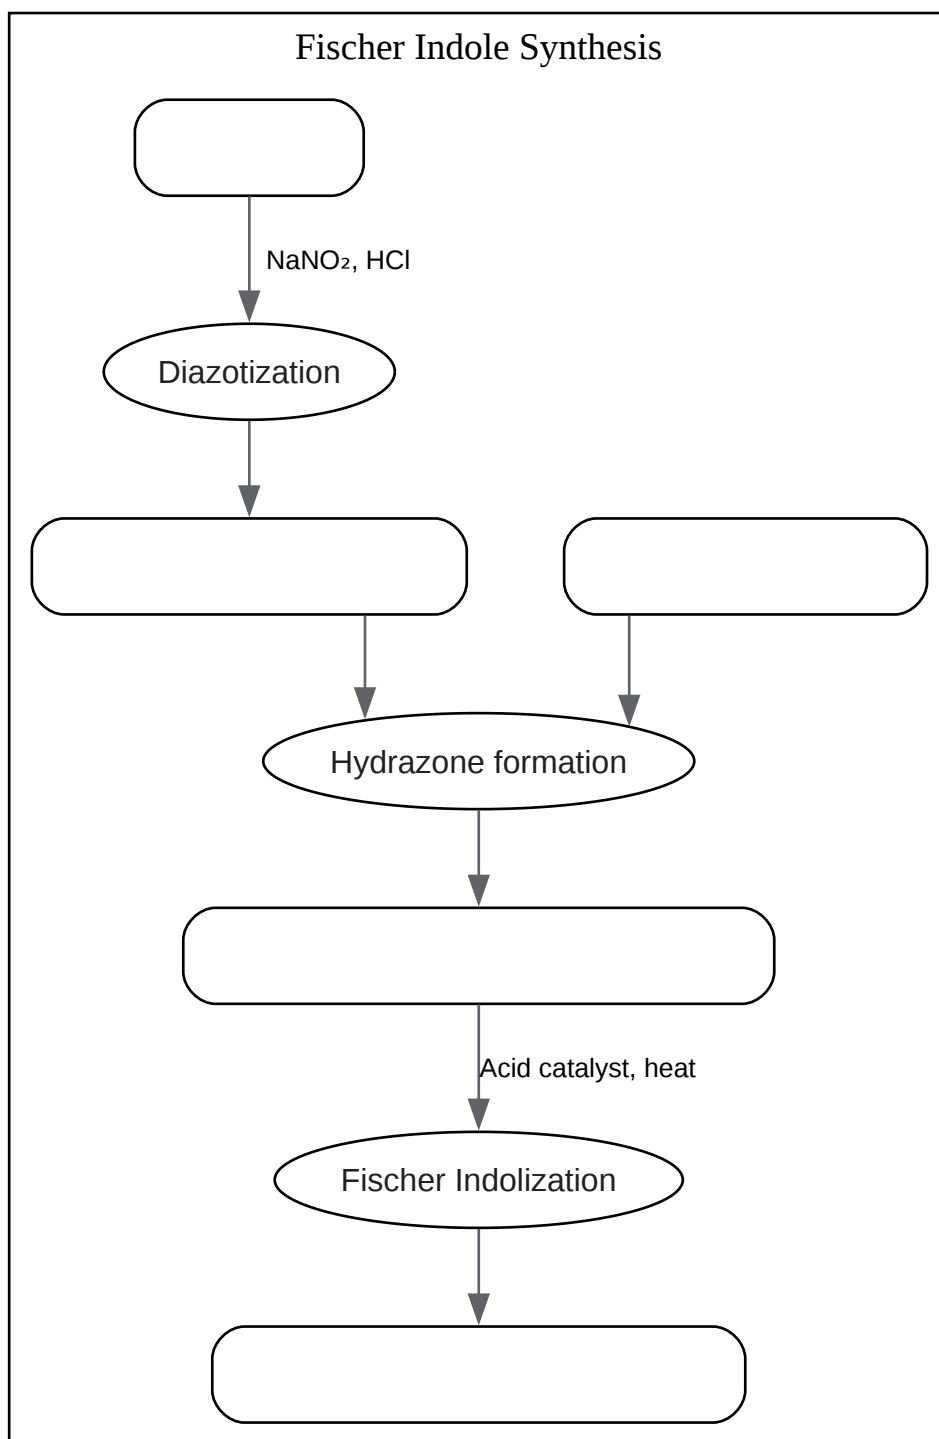 Fischer Indole Synthesis
NaNO₂, HCl
Diazotization
Hydrazone formation
Acid catalyst, heat
Fischer Indolization